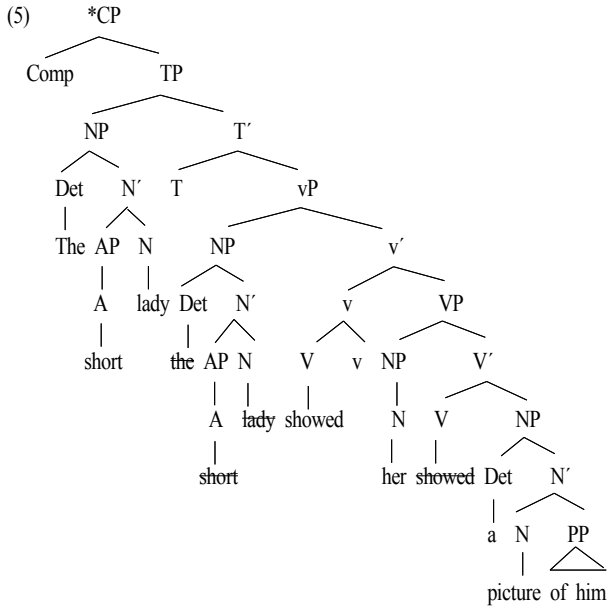 (5) *CP
Comp TP
NP T´
Det N´ T vP
The AP N NP v´
A lady Det N´ v VP
short the AP N V v NP V´
A lady showed N V NP
short her showed Det N´
a N PP
picture of him